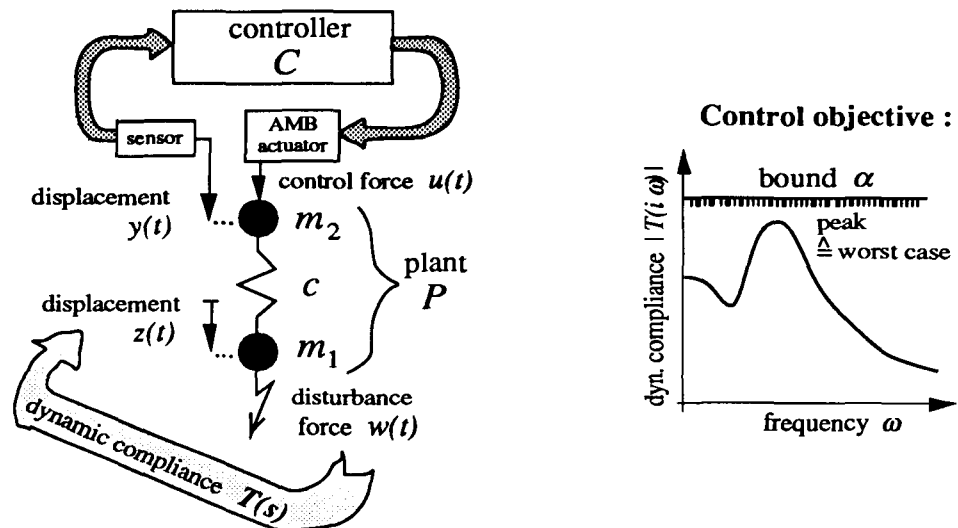 controller
C
sensor
AMB
actuator
Control objective :
displacement
y(t)
control force u(t)
m2
c
plant
P
displacement
z(t)
m1
disturbance
force w(t)
dynamic compliance T(s)
dyn. compliance | T(i ω) |
bound α
peak
≙ worst case
frequency ω